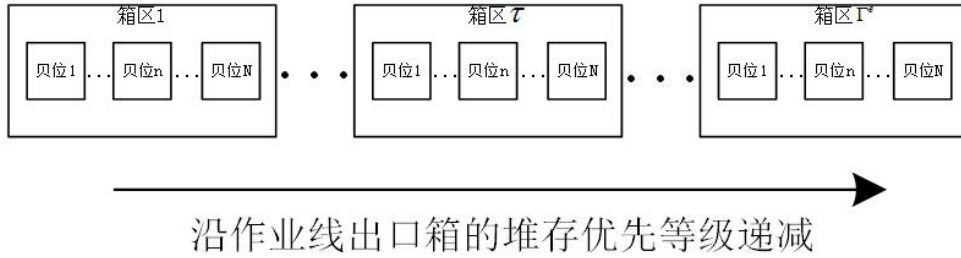 箱区1 箱区τ 箱区Γᵉ
贝位1 ... 贝位n ... 贝位N • • • 贝位1 ... 贝位n ... 贝位N • • • 贝位1 ... 贝位n ... 贝位N
沿作业线出口箱的堆存优先等级递减